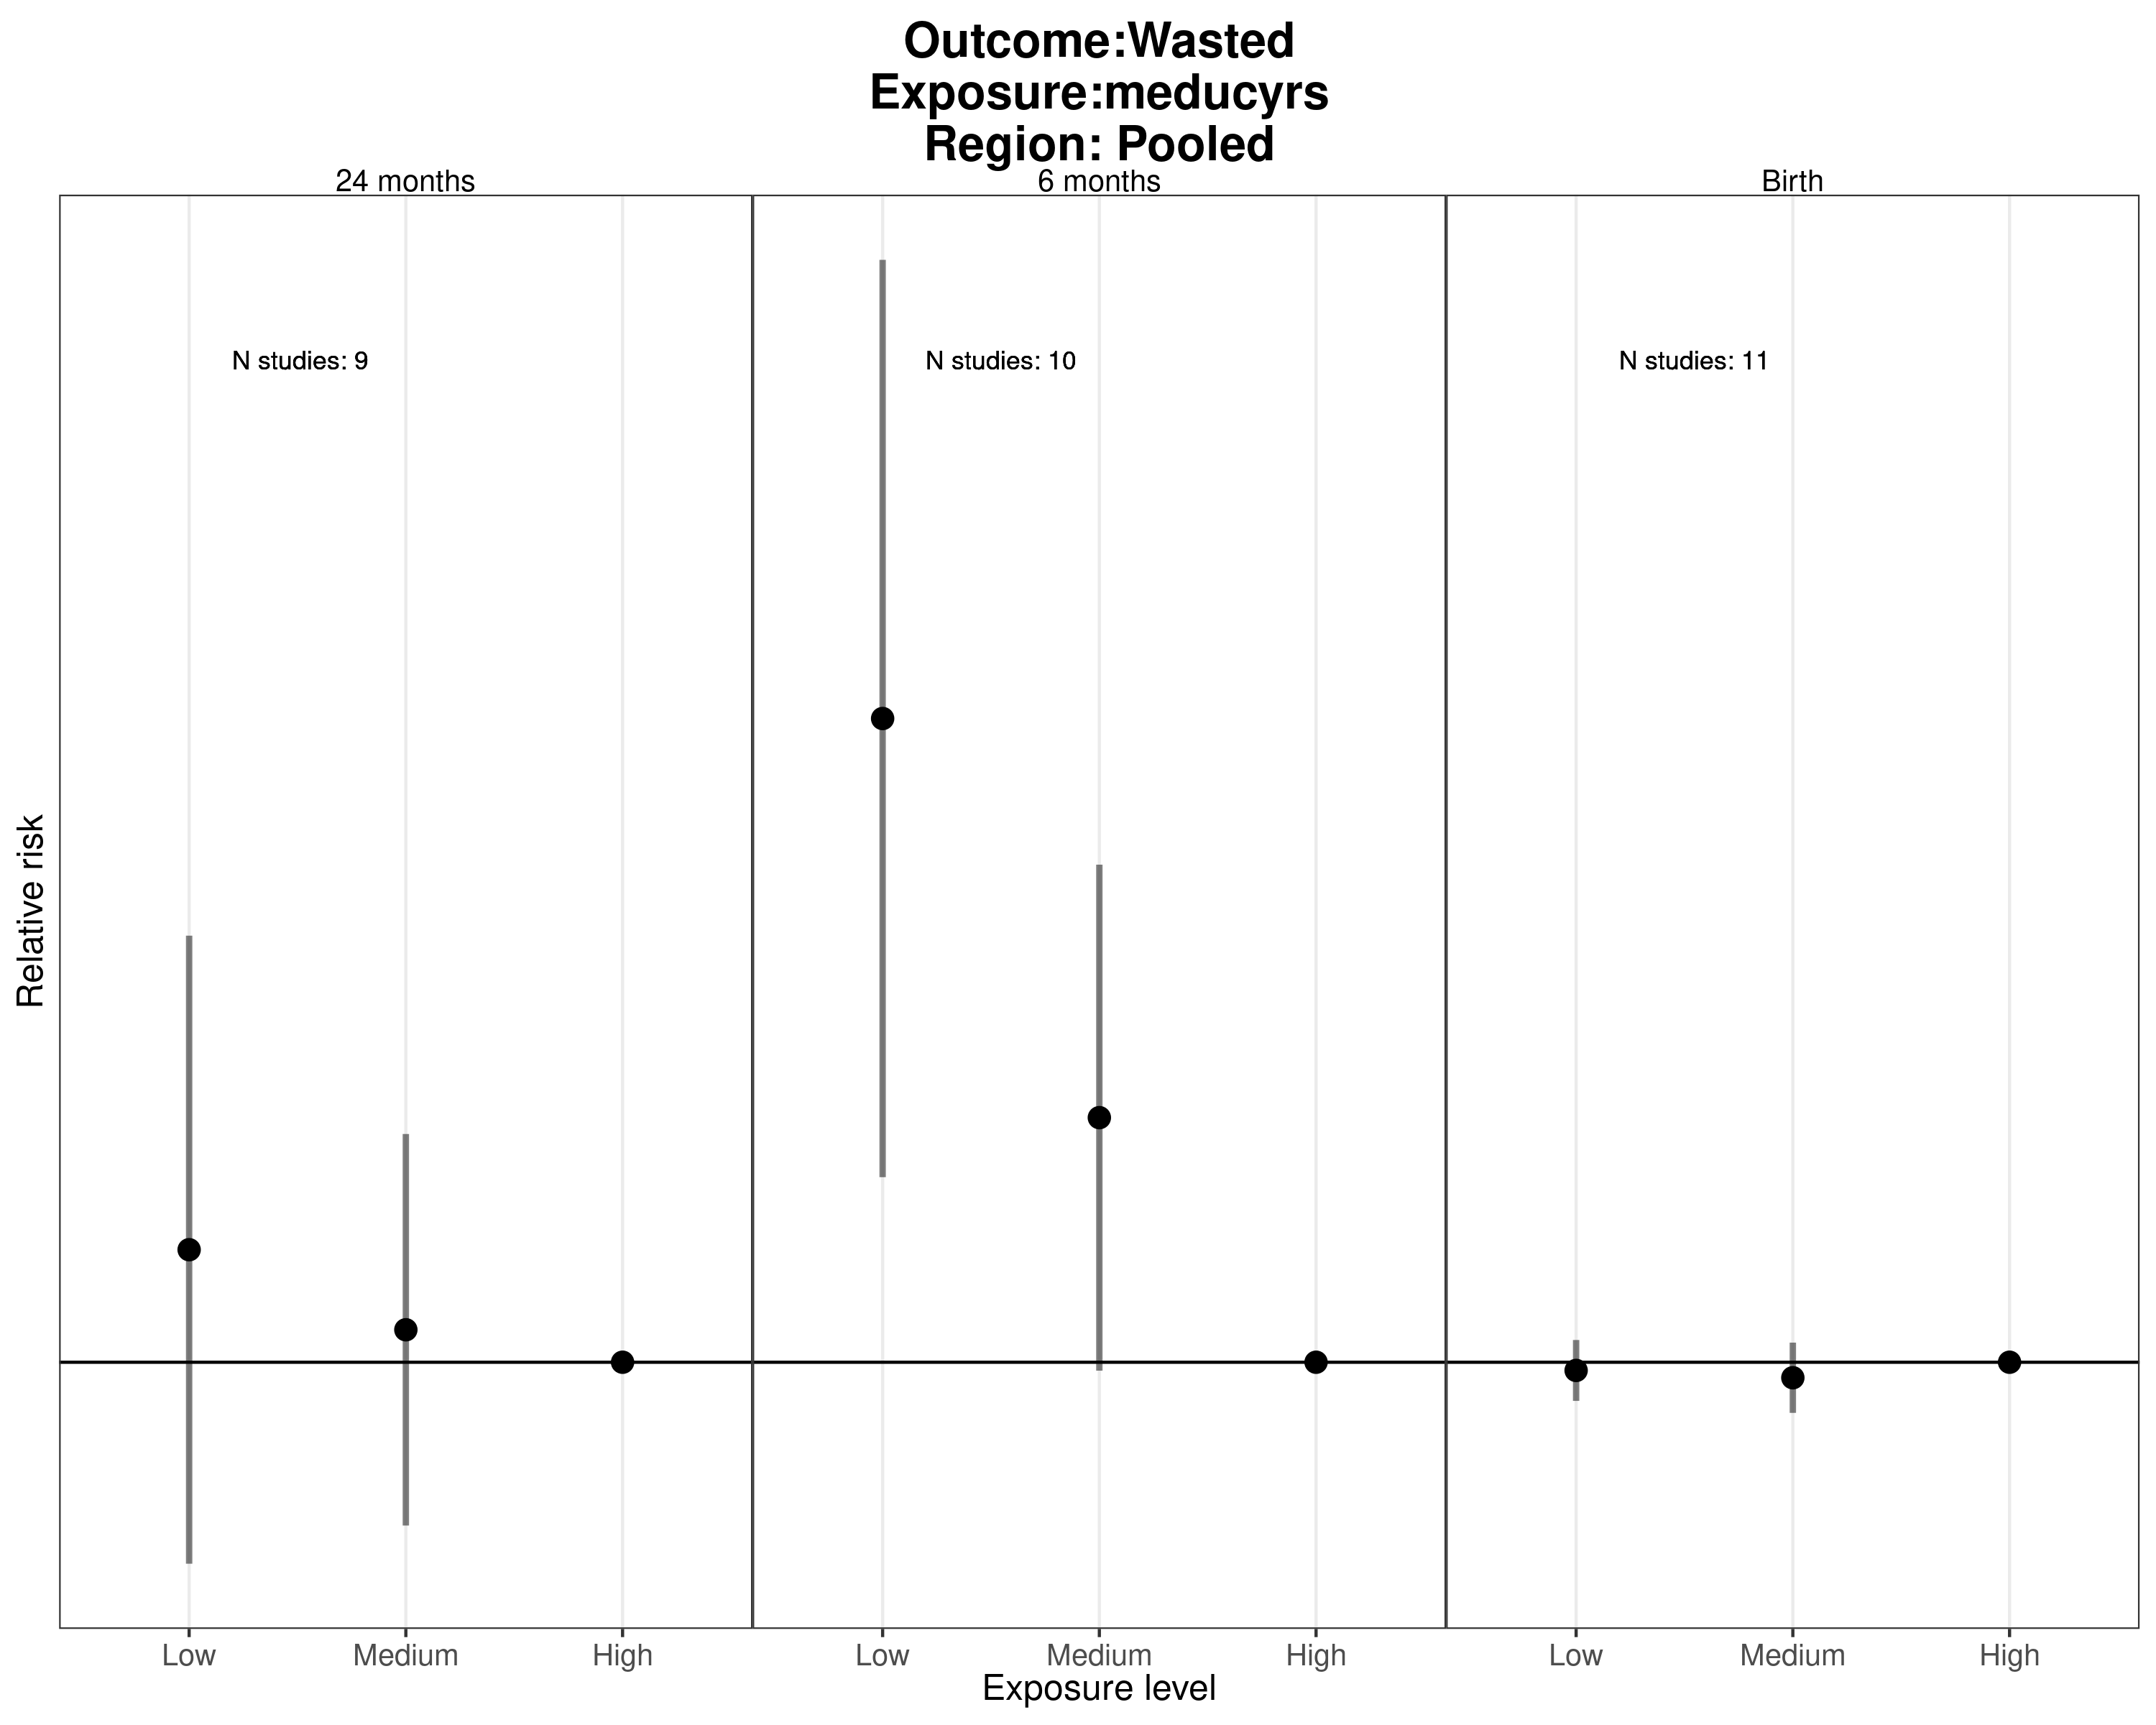 Outcome:Wasted
Exposure:meducyrs
Region: Pooled
24 months
6 months
Birth
N studies: 9
N studies: 10
N studies: 11
Relative risk
Low
Medium
High
Low
Medium
High
Low
Medium
High
Exposure level